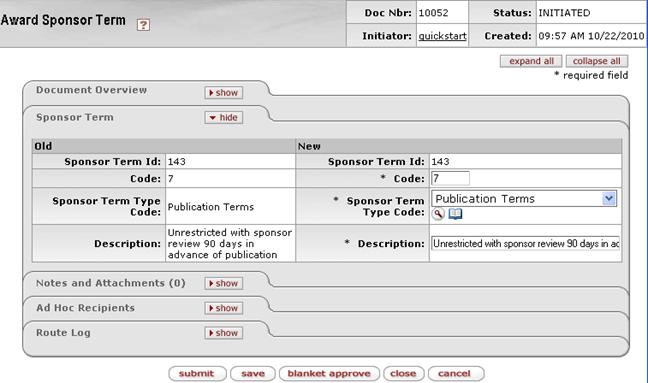 Award Sponsor Term ?
Doc Nbr: 10052 Status: INITIATED
Initiator: quickstart Created: 09:57 AM 10/22/2010
expand all collapse all
* required field
Document Overview show
Sponsor Term hide
Old New
Sponsor Term Id: 143 Sponsor Term Id: 143
Code: 7 * Code: 7
Sponsor Term Type Code: Publication Terms * Sponsor Term Type Code: Publication Terms
Description: Unrestricted with sponsor review 90 days in advance of publication * Description: Unrestricted with sponsor review 90 days in ad
Notes and Attachments (0) show
Ad Hoc Recipients show
Route Log show
submit save blanket approve close cancel